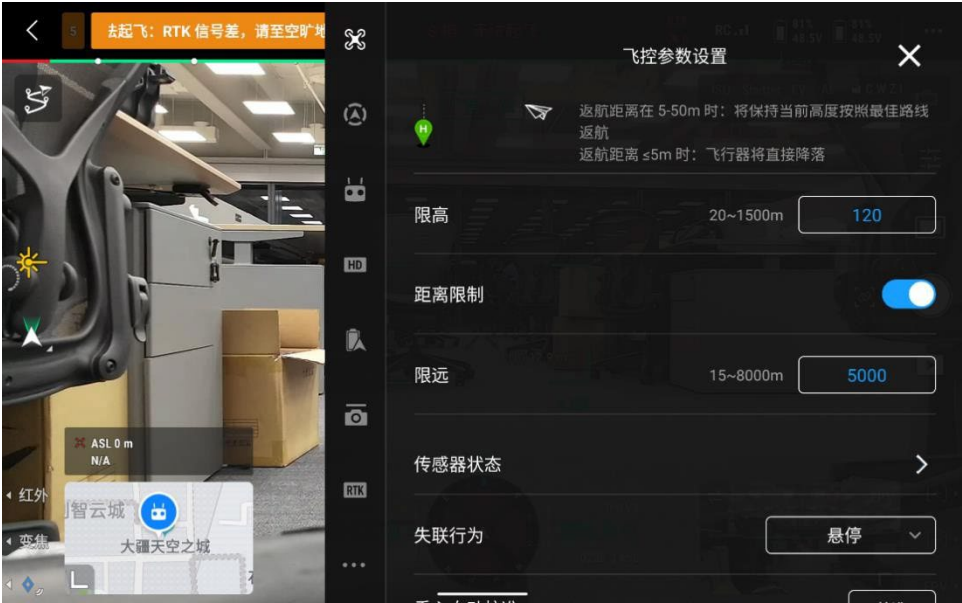 5
去起飞：RTK 信号差，请至空旷地
飞控参数设置
返航距离在 5-50m 时：将保持当前高度按照最佳路线
返航
返航距离 ≤5m 时：飞行器将直接降落
H
限高
20~1500m
120
HD
距离限制
限远
15~8000m
5000
ASL 0 m
N/A
传感器状态
RTK
红外
智云城
变焦
大疆天空之城
失联行为
悬停